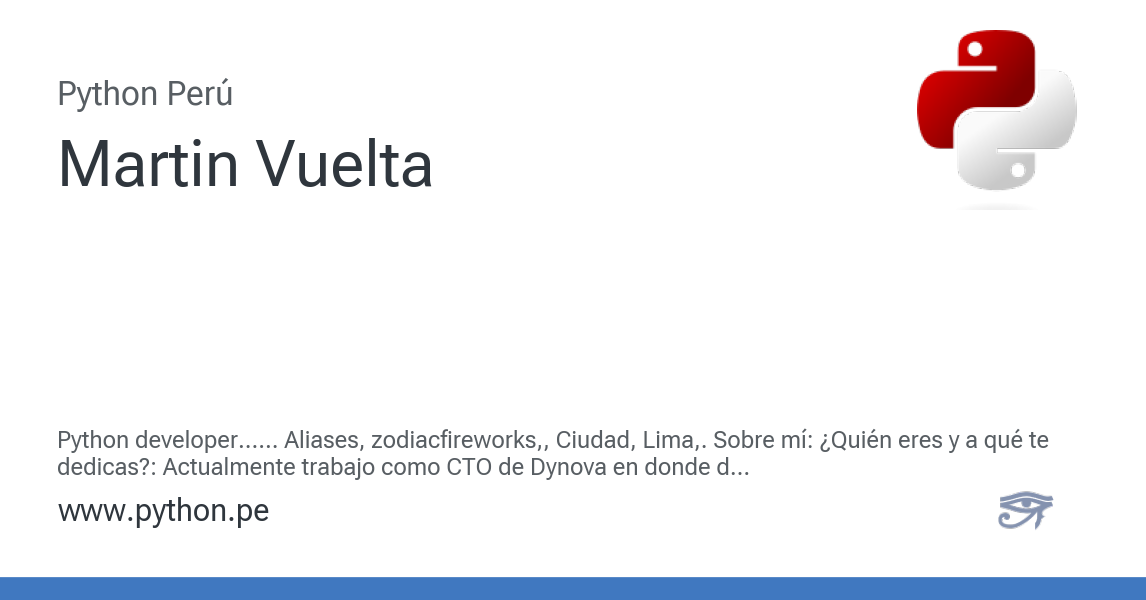 Python Perú
Martin Vuelta
Python developer...... Aliases, zodiacfireworks,, Ciudad, Lima,. Sobre mí: ¿Quién eres y a qué te
dedicas?: Actualmente trabajo como CTO de Dynova en donde d...
www.python.pe